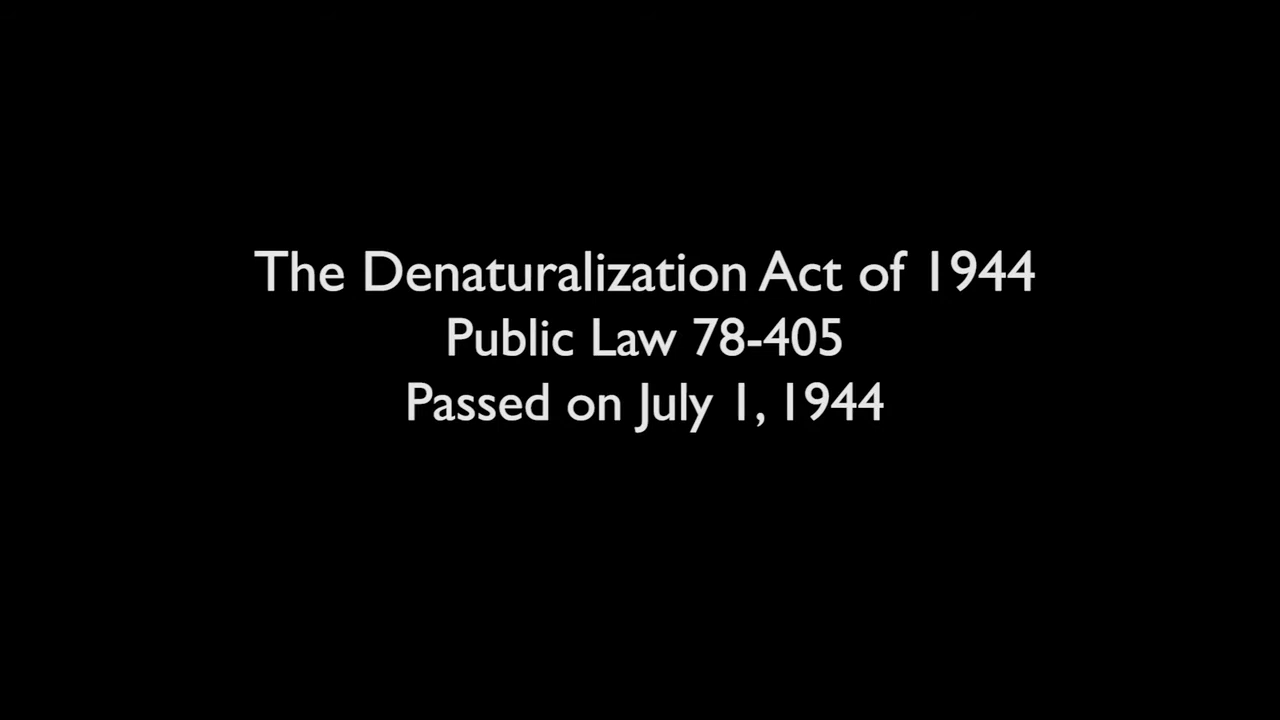 The Denaturalization Act of 1944
Public Law 78-405
Passed on July 1, 1944